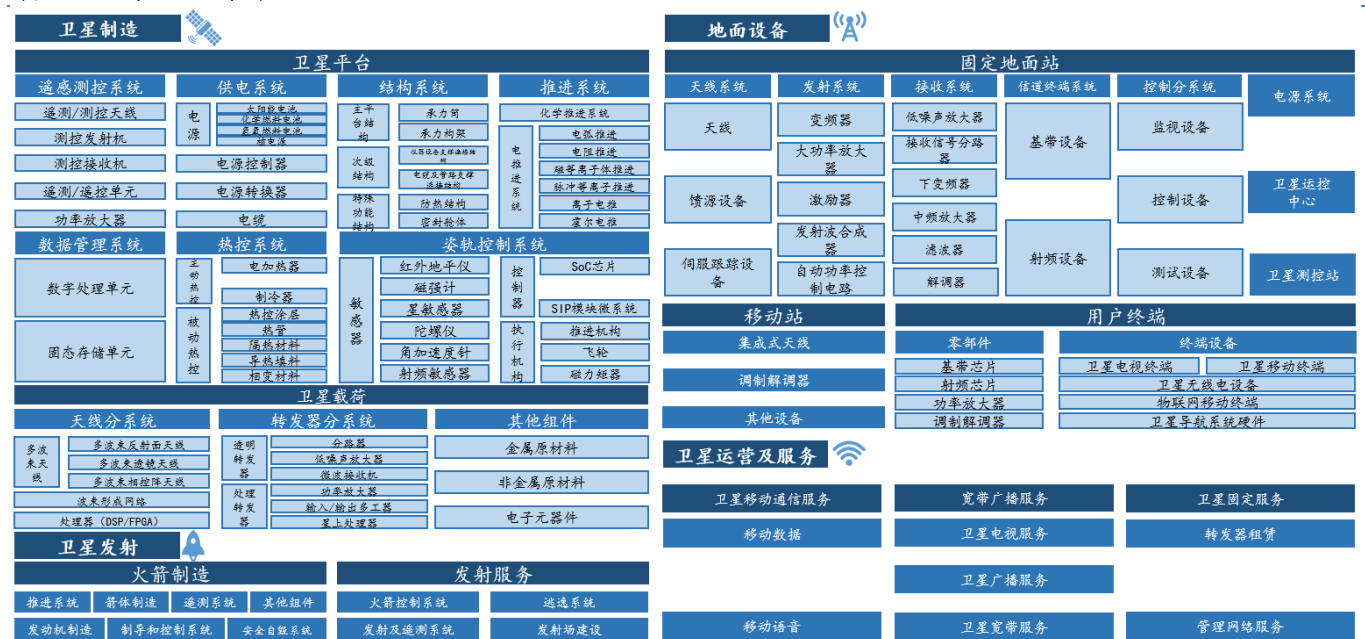 卫星制造
卫星平台
遥感测控系统
遥测/测控天线
测控发射机
测控接收机
遥测/遥控单元
功率放大器
供电系统
电源
太阳能电池
化学燃料电池
氢氧燃料电池
核电源
电源控制器
电源转换器
电缆
结构系统
主平台结构
承力筒
承力构架
次级结构
仪器设备支撑连接结构
电缆及管路支撑连接结构
特殊功能结构
防热结构
密封舱体
推进系统
化学推进系统
电推进系统
电弧推进
电阻推进
磁等离子体推进
脉冲等离子推进
离子电推
霍尔电推
数据管理系统
数字处理单元
固态存储单元
热控系统
主动热控
电加热器
制冷器
被动热控
热控涂层
热管
隔热材料
导热填料
相变材料
姿轨控制系统
敏感器
红外地平仪
磁强计
星敏感器
陀螺仪
角加速度针
射频敏感器
控制器
SoC芯片
SIP模块微系统
执行机构
推进机构
飞轮
磁力矩器
卫星载荷
天线分系统
多波束天线
多波束反射面天线
多波束透镜天线
多波束相控阵天线
波束形成网络
处理器（DSP/FPGA）
转发器分系统
透明转发器
分路器
低噪声放大器
微波接收机
处理转发器
功率放大器
输入/输出多工器
星上处理器
其他组件
金属原材料
非金属原材料
电子元器件
卫星发射
火箭制造
推进系统
箭体制造
遥测系统
其他组件
发动机制造
制导和控制系统
安全自毁系统
发射服务
火箭控制系统
逃逸系统
发射及遥测系统
发射场建设
地面设备
固定地面站
天线系统
天线
馈源设备
伺服跟踪设备
发射系统
变频器
大功率放大器
激励器
发射波合成器
自动功率控制电路
接收系统
低噪声放大器
接收信号分路器
下变频器
中频放大器
滤波器
解调器
信道终端系统
基带设备
射频设备
控制分系统
监视设备
控制设备
测试设备
电源系统
卫星运控中心
卫星测控站
移动站
集成式天线
调制解调器
其他设备
用户终端
零部件
基带芯片
射频芯片
功率放大器
调制解调器
终端设备
卫星电视终端
卫星移动终端
卫星无线电设备
物联网移动终端
卫星导航系统硬件
卫星运营及服务
卫星移动通信服务
移动数据
移动语音
宽带广播服务
卫星电视服务
卫星广播服务
卫星宽带服务
卫星固定服务
转发器租赁
管理网络服务